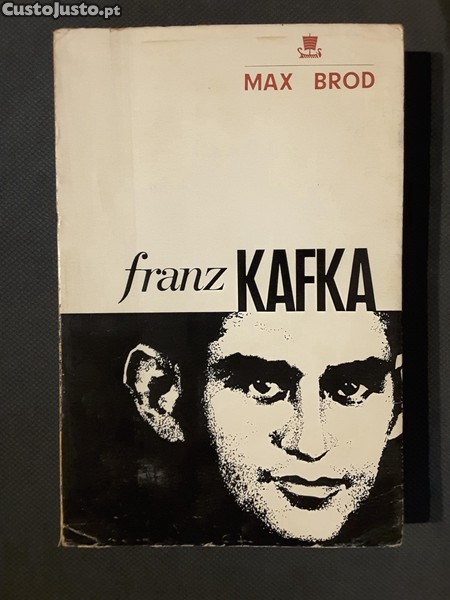 CustoJusto.pt
MAX BROD
franz KAFKA